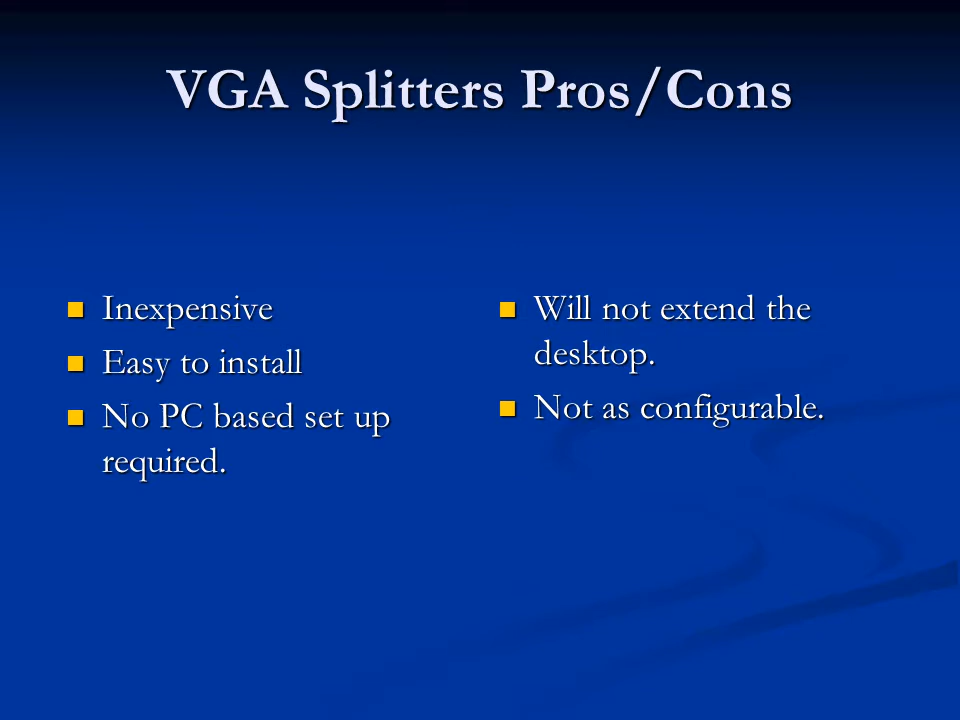 VGA Splitters Pros/Cons
Inexpensive
Easy to install
No PC based set up
required.
Will not extend the
desktop.
Not as configurable.